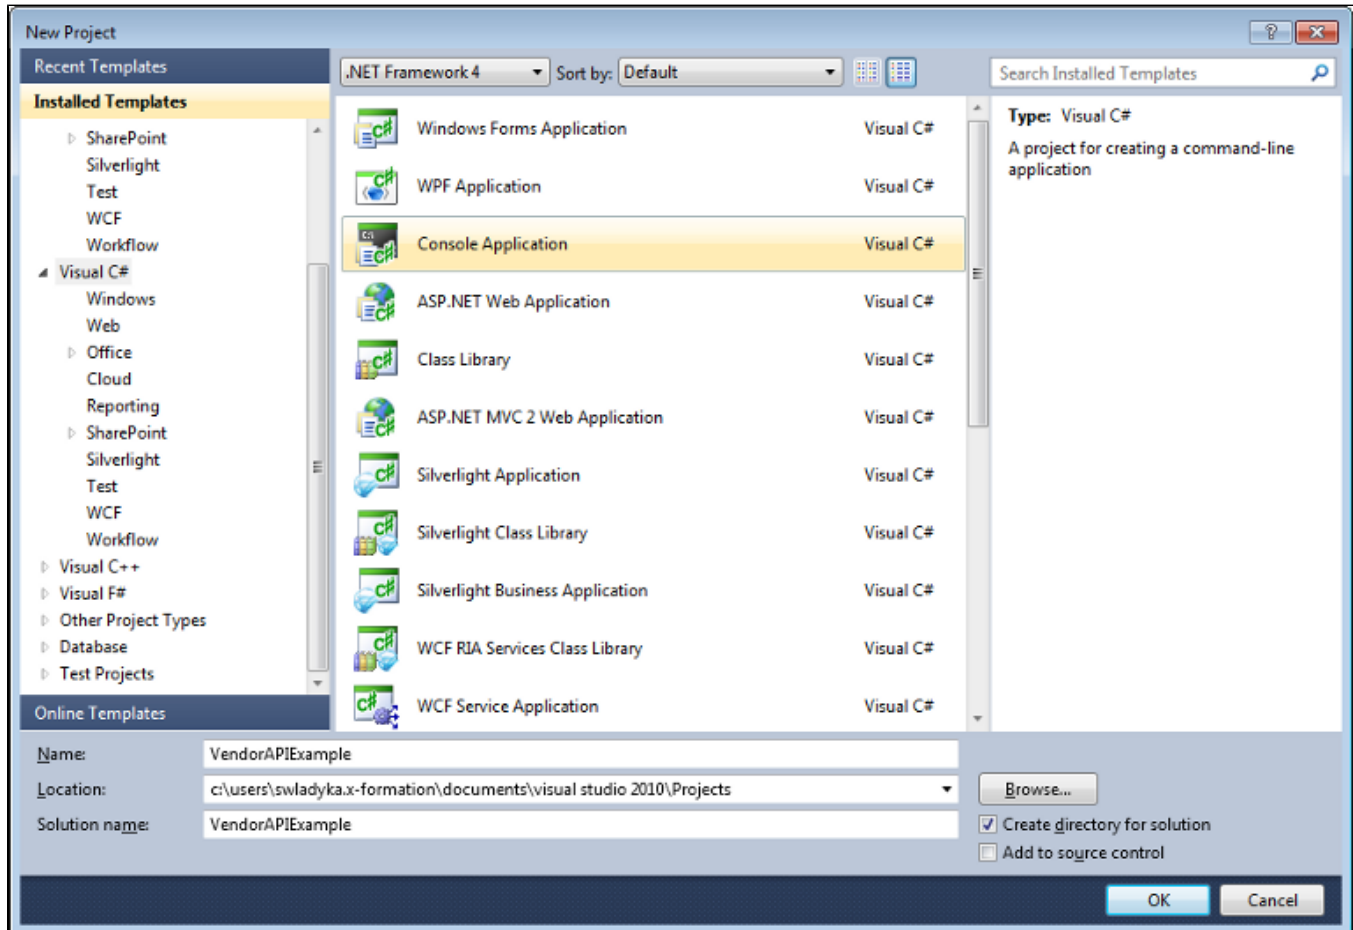 New Project
Recent Templates
Installed Templates
SharePoint
Silverlight
Test
WCF
Workflow
Visual C#
Windows
Web
Office
Cloud
Reporting
SharePoint
Silverlight
Test
WCF
Workflow
Visual C++
Visual F#
Other Project Types
Database
Test Projects
Online Templates
.NET Framework 4 Sort by: Default
Windows Forms Application Visual C#
WPF Application Visual C#
Console Application Visual C#
ASP.NET Web Application Visual C#
Class Library Visual C#
ASP.NET MVC 2 Web Application Visual C#
Silverlight Application Visual C#
Silverlight Class Library Visual C#
Silverlight Business Application Visual C#
WCF RIA Services Class Library Visual C#
WCF Service Application Visual C#
Search Installed Templates
Type: Visual C#
A project for creating a command-line
application
Name: VendorAPIExample
Location: c:\users\swladyka.x-formation\documents\visual studio 2010\Projects Browse...
Solution name: VendorAPIExample Create directory for solution
Add to source control
OK Cancel